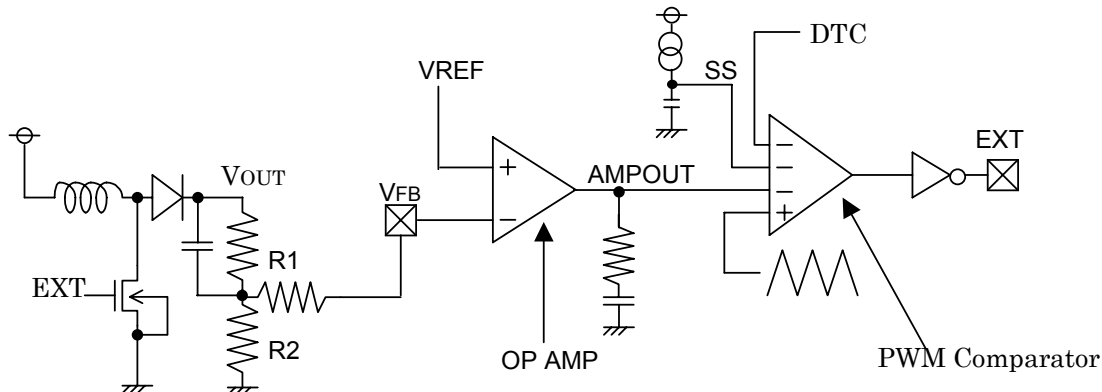 DTC
SS
VREF
EXT
AMPOUT
VOUT
VFB
+
−
−
−
−
+
R1
EXT
R2
OP AMP
PWM Comparator